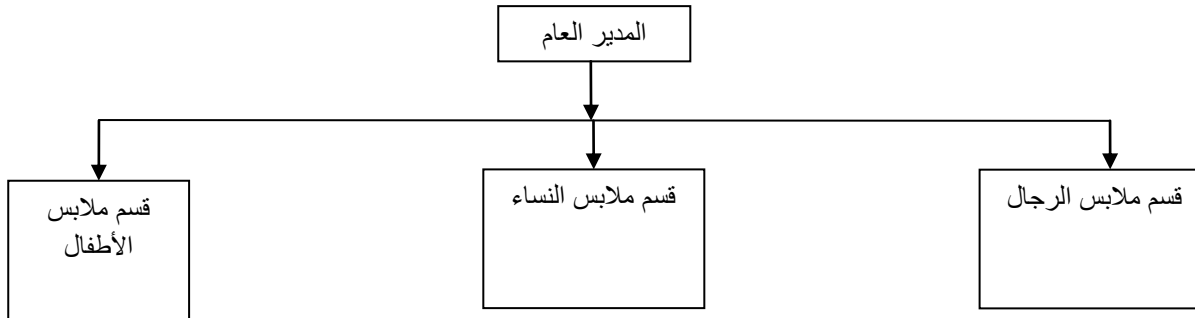 المدير العام
قسم ملابس الرجال
قسم ملابس النساء
قسم ملابس
الأطفال